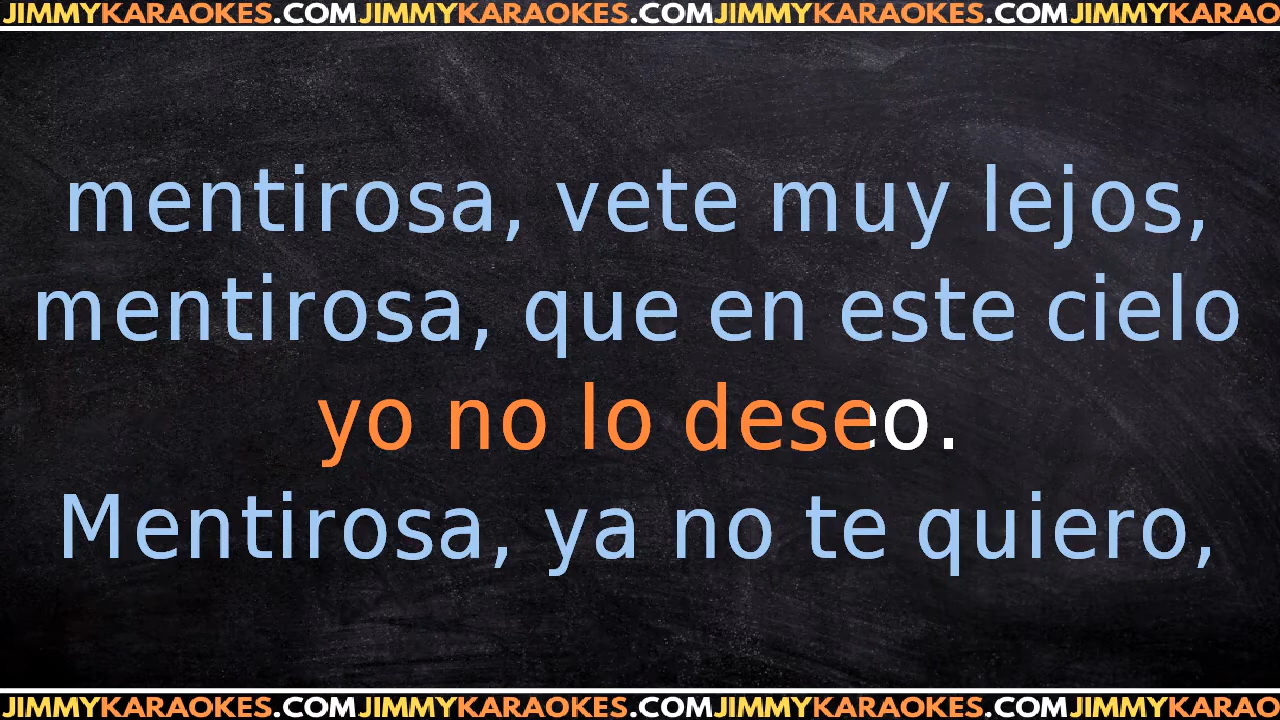 JIMMYKARAOKES.COMJIMMYKARAOKES.COMJIMMYKARAOKES.COMJIMMYKARAO
mentirosa, vete muy lejos,
mentirosa, que en este cielo
yo no lo deseo.
Mentirosa, ya no te quiero,
JIMMYKARAOKES.COMJIMMYKARAOKES.COMJIMMYKARAOKES.COMJIMMYKARAO